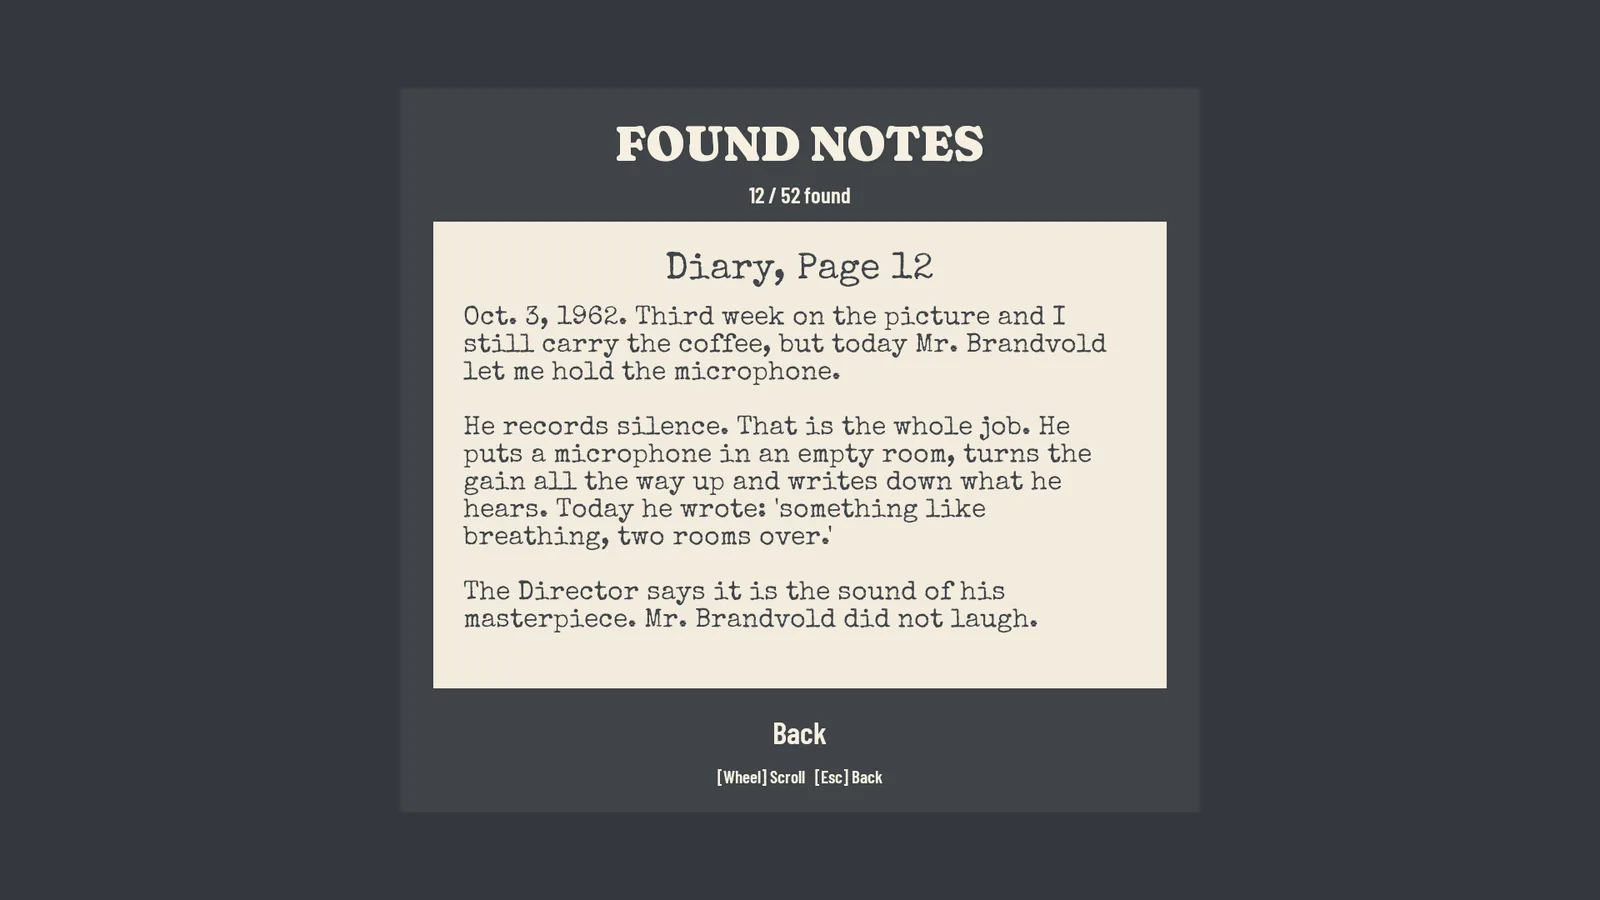 FOUND NOTES
12 / 52 found
Diary, Page 12
Oct. 3, 1962. Third week on the picture and I
still carry the coffee, but today Mr. Brandvold
let me hold the microphone.
He records silence. That is the whole job. He
puts a microphone in an empty room, turns the
gain all the way up and writes down what he
hears. Today he wrote: 'something like
breathing, two rooms over.'
The Director says it is the sound of his
masterpiece. Mr. Brandvold did not laugh.
Back
[Wheel] Scroll [Esc] Back